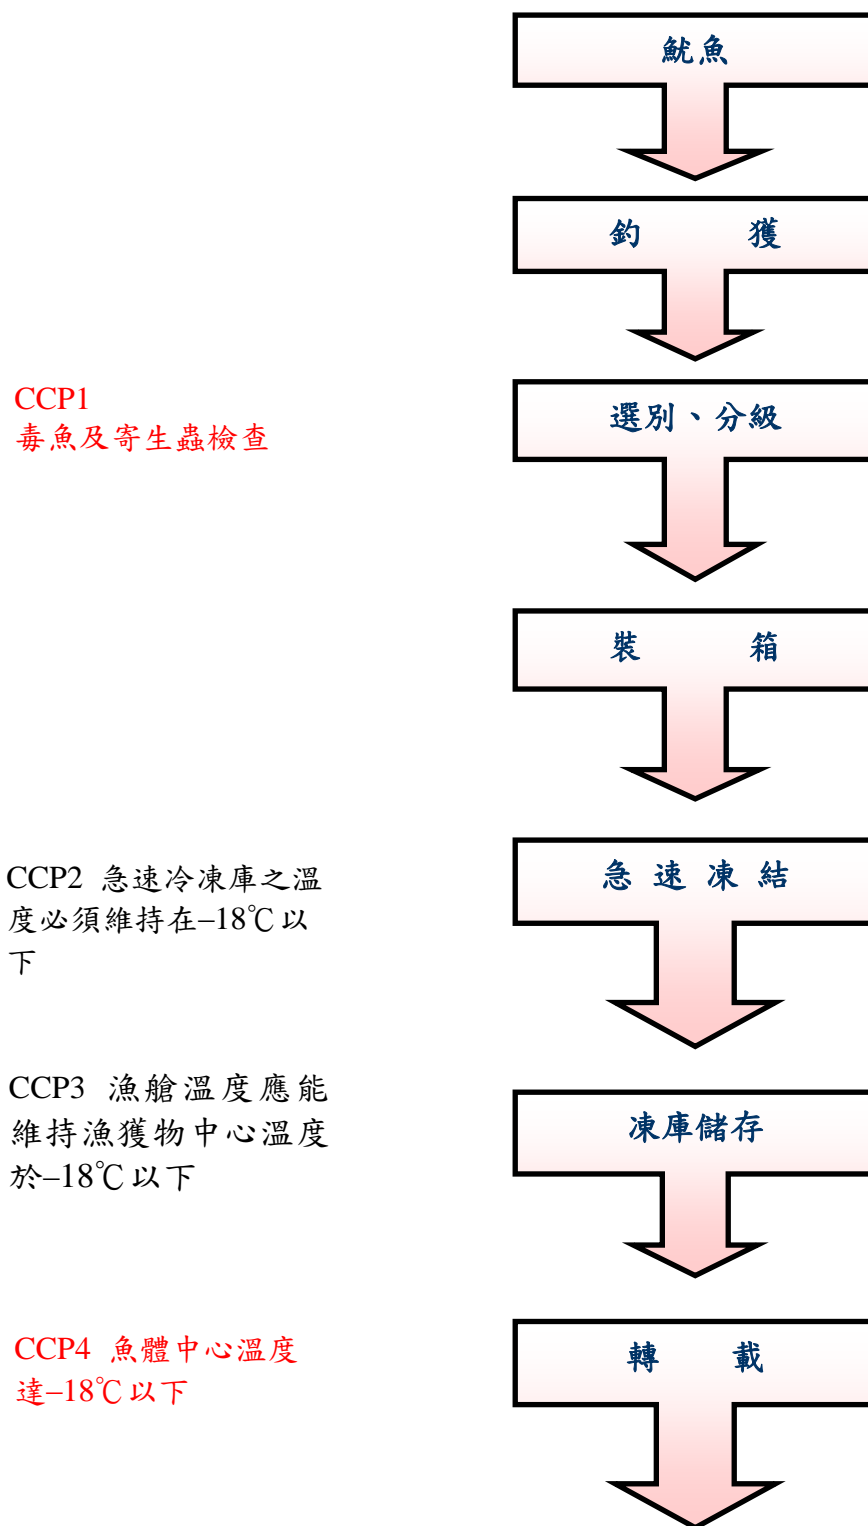 魷魚
釣 獲
CCP1
毒魚及寄生蟲檢查
選別、分級
裝 箱
CCP2 急速冷凍庫之溫
度必須維持在–18℃以
下
急 速 凍 結
CCP3 漁艙溫度應能
維持漁獲物中心溫度
於–18℃以下
凍庫儲存
CCP4 魚體中心溫度
達–18℃以下
轉 載